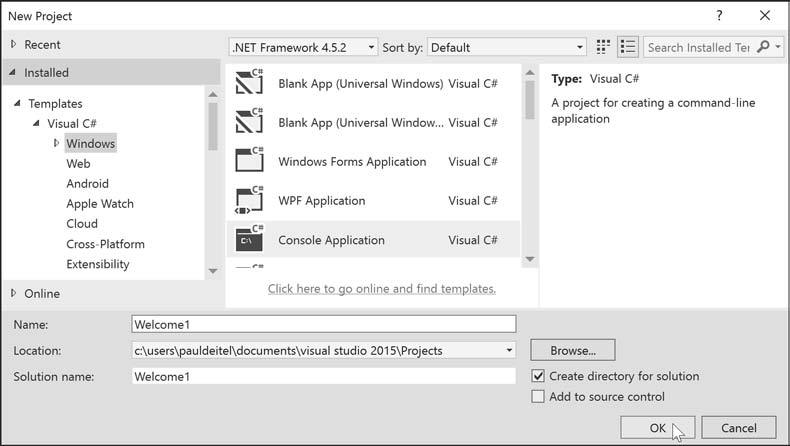 New Project
?
Recent
.NET Framework 4.5.2 Sort by: Default
Search Installed Ter
Installed
Templates
Visual C#
Windows
Web
Android
Apple Watch
Cloud
Cross-Platform
Extensibility
Online
C# Blank App (Universal Windows) Visual C#
C# Blank App (Universal Window... Visual C#
C# Windows Forms Application Visual C#
C# WPF Application Visual C#
C# C:\ Console Application Visual C#
C#
Click here to go online and find templates.
Type: Visual C#
A project for creating a command-line
application
Name: Welcome1
Location: c:\users\pauldeitel\documents\visual studio 2015\Projects
Browse...
Solution name: Welcome1
Create directory for solution
Add to source control
OK Cancel